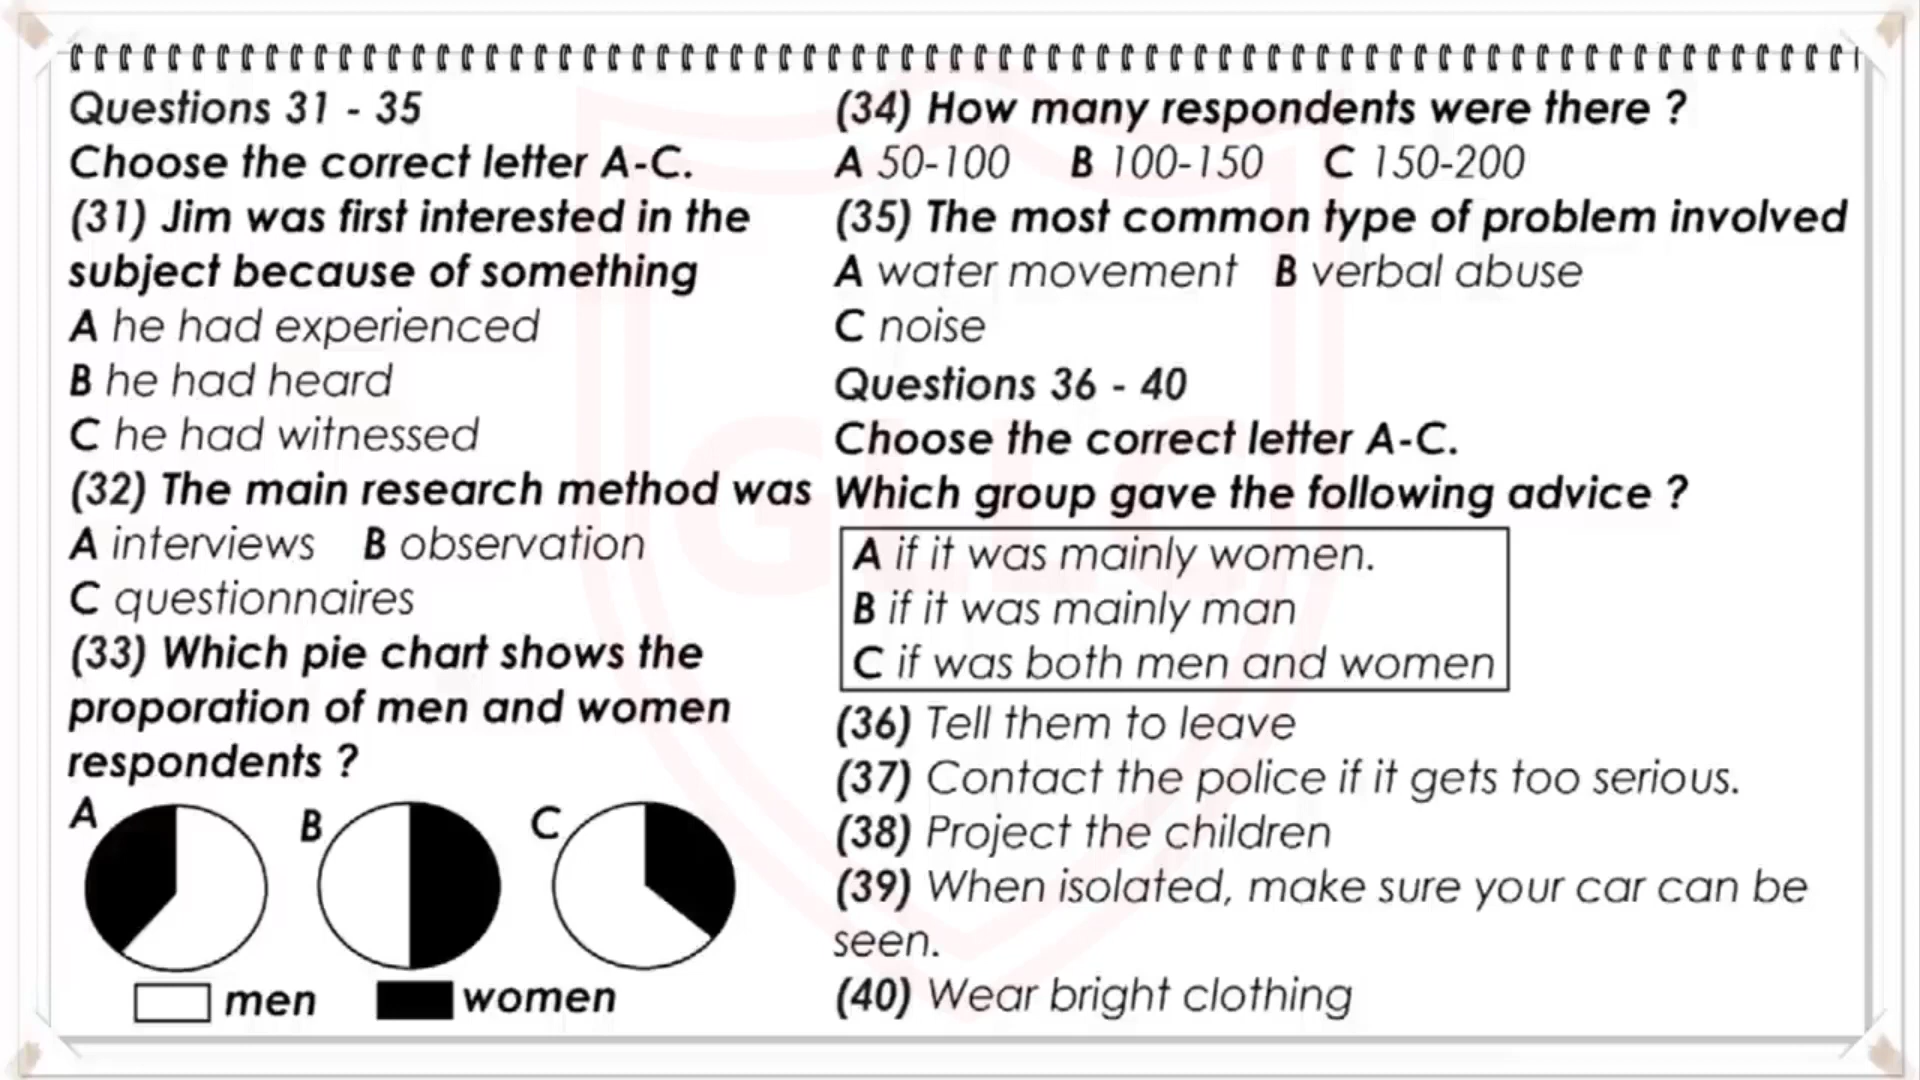 Questions 31 - 35
Choose the correct letter A-C.
(31) Jim was first interested in the
subject because of something
A he had experienced
B he had heard
C he had witnessed
(32) The main research method was
A interviews B observation
C questionnaires
(33) Which pie chart shows the
proporation of men and women
respondents ?
A B C
men women
(34) How many respondents were there ?
A 50-100 B 100-150 C 150-200
(35) The most common type of problem involved
A water movement B verbal abuse
C noise
Questions 36 - 40
Choose the correct letter A-C.
Which group gave the following advice ?
A if it was mainly women.
B if it was mainly man
C if was both men and women
(36) Tell them to leave
(37) Contact the police if it gets too serious.
(38) Project the children
(39) When isolated, make sure your car can be
seen.
(40) Wear bright clothing